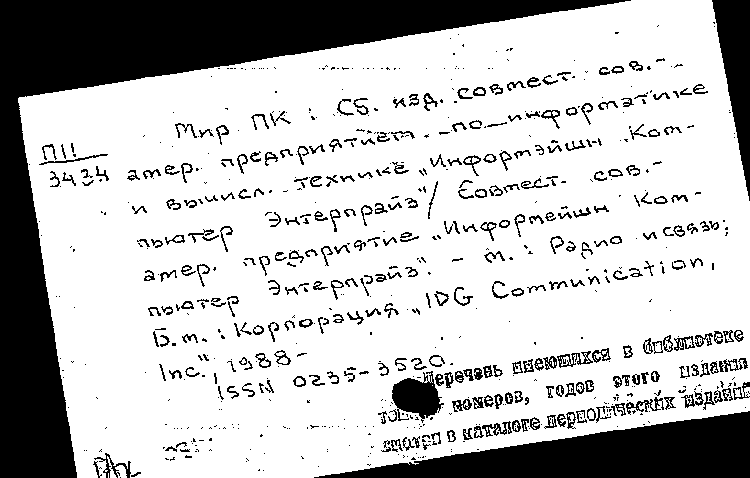 П11
3434
Мир ПК : Сб. изд. совмест. сов.-
амер. предприятием по информатике
и вычисл. технике „Информэйшн Ком-
пьютер Энтерпрайз" / Совмест. сов.-
амер. предприятие „Информейшн Ком-
пьютер Энтерпрайз". - М. : Радио и связь;
Б.м. : Корпорация „IDG Communication,
Inc.", 1988-
ISSN 0235-3520.
Перечень имеющихся в библиотеке
номеров, годов этого издания
смотри в каталоге периодических изданий